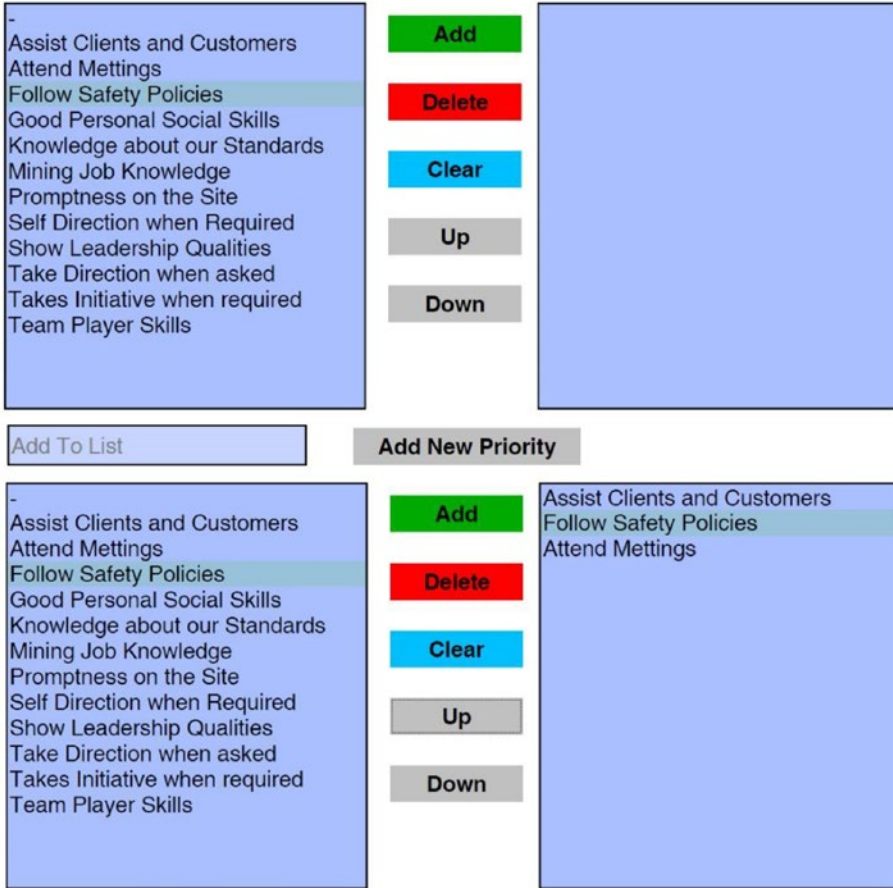 -
Assist Clients and Customers
Attend Mettings
Follow Safety Policies
Good Personal Social Skills
Knowledge about our Standards
Mining Job Knowledge
Promptness on the Site
Self Direction when Required
Show Leadership Qualities
Take Direction when asked
Takes Initiative when required
Team Player Skills
Add
Delete
Clear
Up
Down
Add To List
Add New Priority
-
Assist Clients and Customers
Attend Mettings
Follow Safety Policies
Good Personal Social Skills
Knowledge about our Standards
Mining Job Knowledge
Promptness on the Site
Self Direction when Required
Show Leadership Qualities
Take Direction when asked
Takes Initiative when required
Team Player Skills
Add
Delete
Clear
Up
Down
Assist Clients and Customers
Follow Safety Policies
Attend Mettings